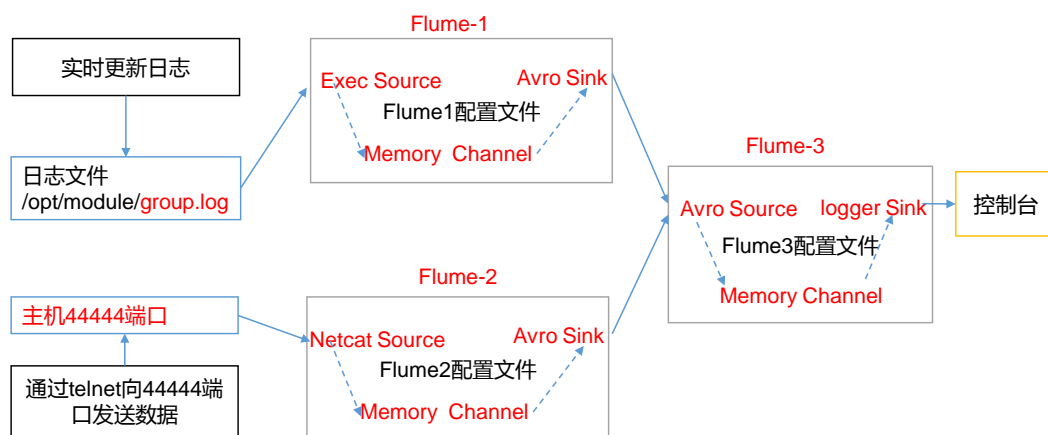 Flume-1
实时更新日志
Exec Source
Avro Sink
Flume1配置文件
Memory Channel
日志文件
/opt/module/group.log
Flume-3
Avro Source
logger Sink
控制台
Flume3配置文件
Memory Channel
Flume-2
主机44444端口
Netcat Source
Avro Sink
Flume2配置文件
Memory Channel
通过telnet向44444端
口发送数据